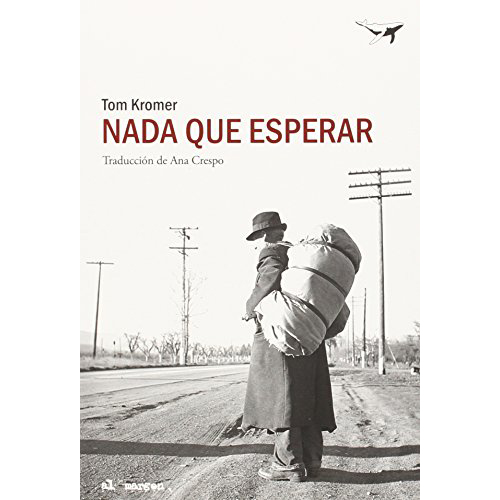 Tom Kromer
NADA QUE ESPERAR
Traducción de Ana Crespo
al margen